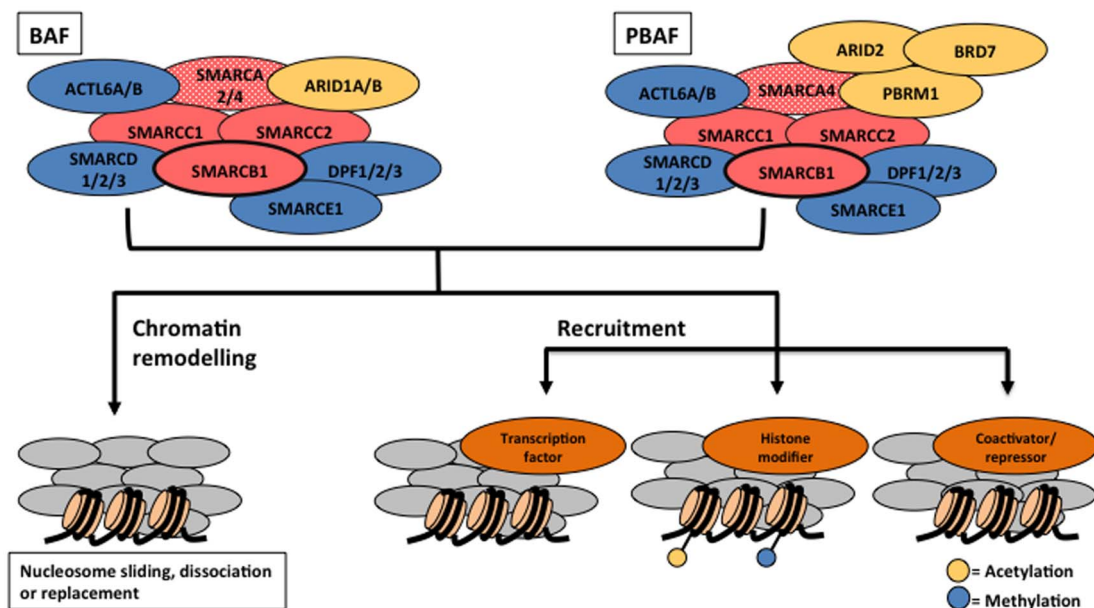 BAF
PBAF
ACTL6A/B
SMARCA
2/4
ARID1A/B
SMARCC1
SMARCC2
SMARCD
1/2/3
SMARCB1
DPF1/2/3
SMARCE1
ARID2
BRD7
ACTL6A/B
SMARCA4
PBRM1
SMARCC1
SMARCC2
SMARCD
1/2/3
SMARCB1
DPF1/2/3
SMARCE1
Chromatin
remodelling
Recruitment
Transcription
factor
Histone
modifier
Coactivator/
repressor
Nucleosome sliding, dissociation
or replacement
= Acetylation
= Methylation